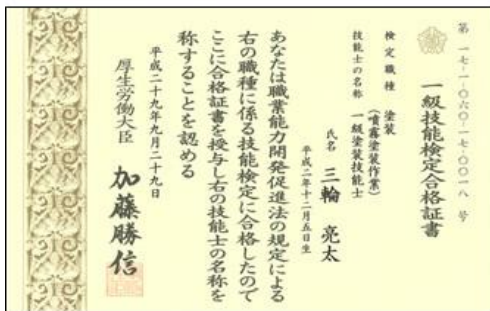 第一七-一-〇六〇-一七-〇〇一八号
一級技能検定合格証書
検定職種 塗装
(噴霧塗装作業)
技能士の名称 一級塗装技能士
氏名 三輪亮太
平成二年十二月五日生
あなたは職業能力開発促進法の規定による
右の職種に係る技能検定に合格したので
ここに合格証書を授与し右の技能士の名称を
称することを認める
平成二十九年九月二十九日
厚生労働大臣 加藤勝信